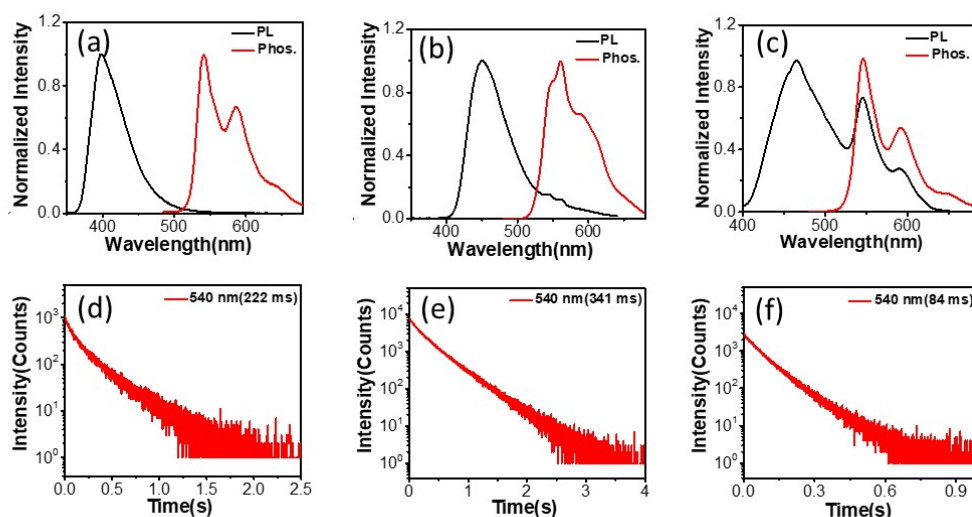 (a)
PL
Phos.
Normalized Intensity
1.2
0.8
0.4
0.0
400 500 600
Wavelength(nm)
(b)
PL
Phos.
Normalized Intensity
1.2
0.8
0.4
0.0
300 400 500 600
Wavelength(nm)
(c)
PL
Phos.
Normalized Intensity
1.2
0.8
0.4
0.0
400 500 600
Wavelength(nm)
(d)
540 nm(222 ms)
Intensity(Counts)
10³
10²
10¹
10⁰
0.0 0.5 1.0 1.5 2.0 2.5
Time(s)
(e)
540 nm(341 ms)
Intensity(Counts)
10⁴
10³
10²
10¹
10⁰
0 1 2 3 4
Time(s)
(f)
540 nm(84 ms)
Intensity(Counts)
10⁴
10³
10²
10¹
10⁰
0.0 0.3 0.6 0.9
Time(s)